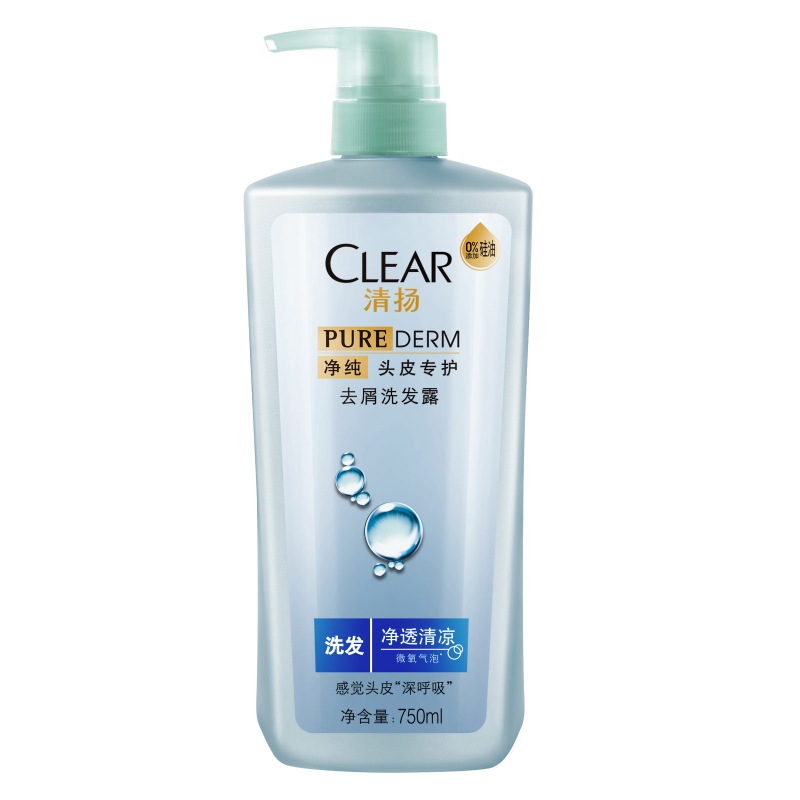 CLEAR
清扬
0%
添加
硅油
PURE DERM
净纯 头皮专护
去屑洗发露
洗发
净透清凉
微氧气泡*
感觉头皮“深呼吸”
净含量:750ml